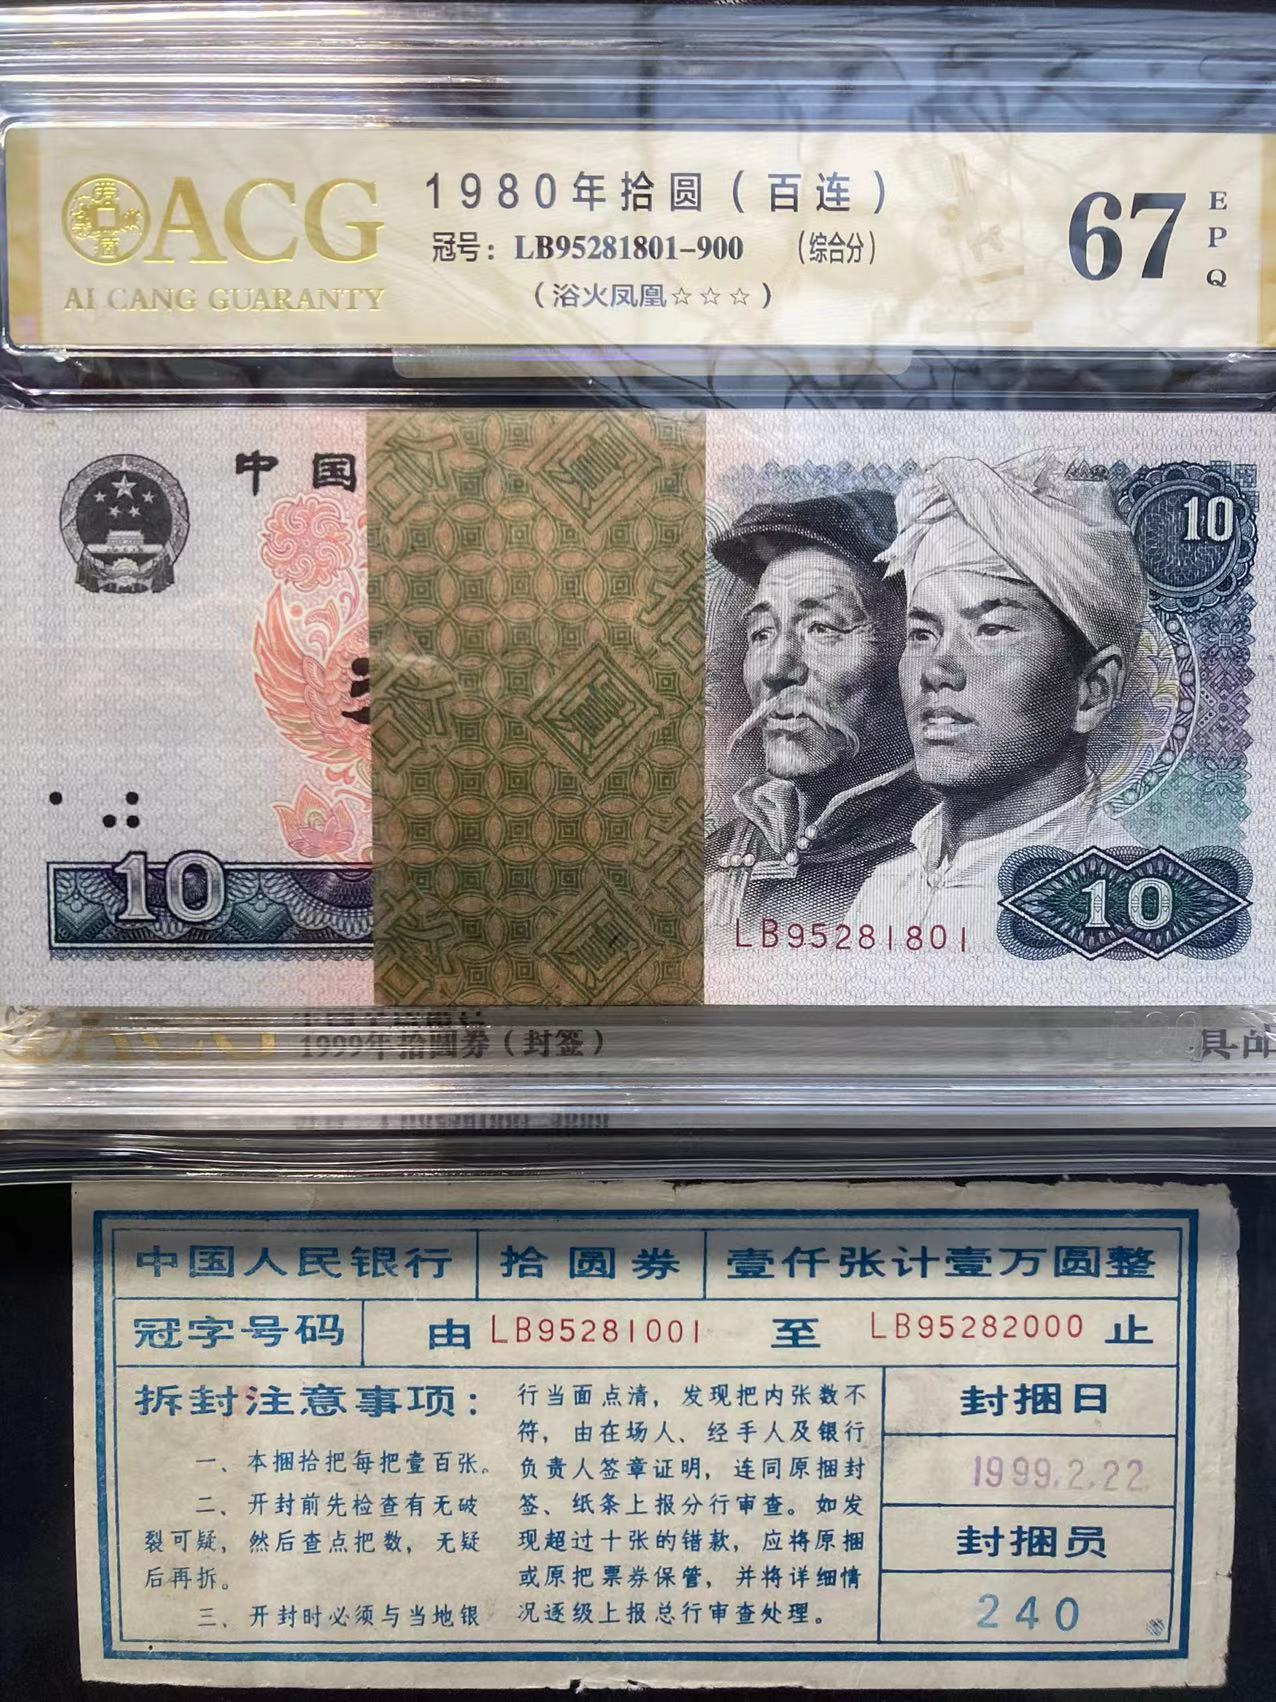 ACG
AI CANG GUARANTY
1980年拾圆（百连）
冠号：LB95281801-900 （综合分）
（浴火凤凰☆☆☆）
67
EPQ
中国
10
10
10
LB95281801
1999年拾圆券（封签）
中国人民银行 拾圆券 壹仟张计壹万圆整
冠字号码 由 LB95281001 至 LB95282000 止
拆封注意事项：
一、本捆拾把每把壹百张。
二、开封前先检查有无破
裂可疑，然后查点把数，无疑
后再拆。
三、开封时必须与当地银
行当面点清，发现把内张数不
符，由在场人、经手人及银行
负责人签章证明，连同原捆封
签、纸条上报分行审查。如发
现超过十张的错款，应将原捆
或原把票券保管，并将详细情
况逐级上报总行审查处理。
封捆日
1999.2.22
封捆员
240